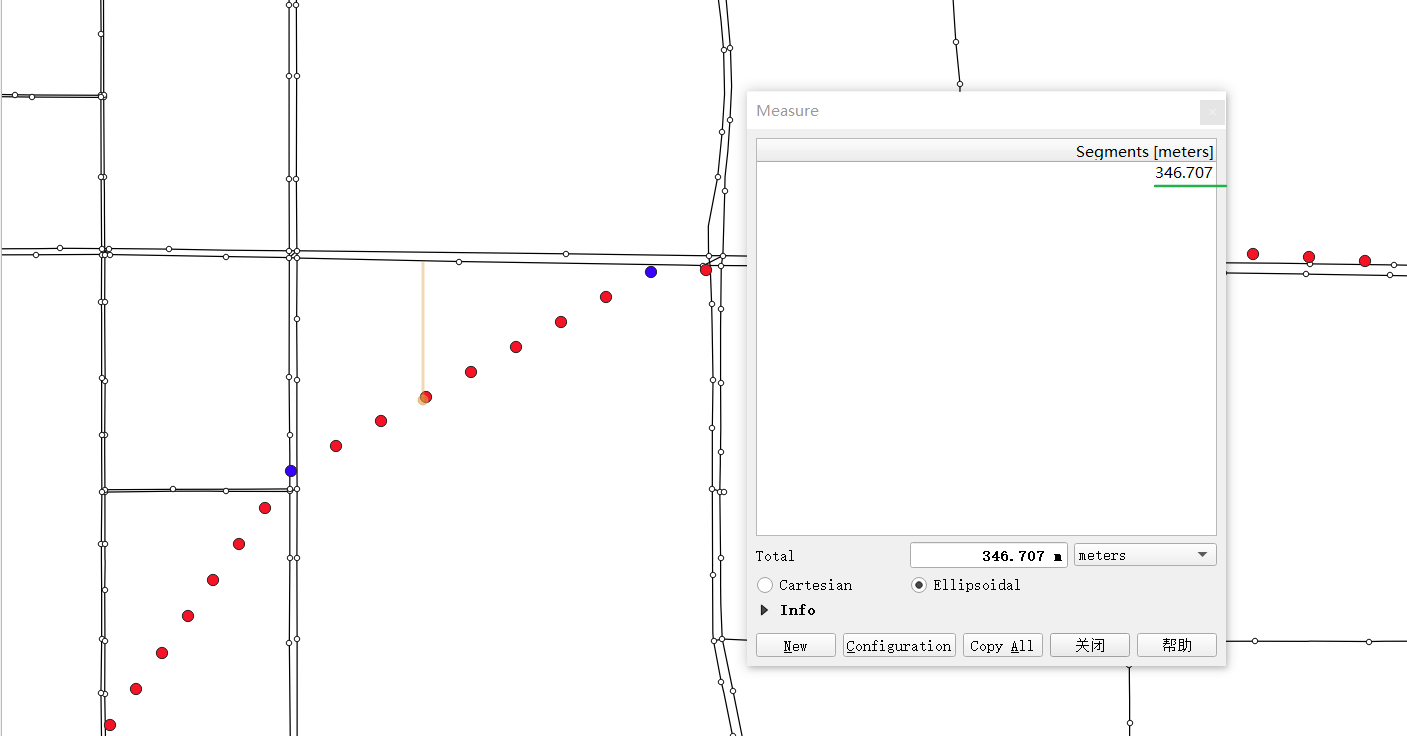 Measure
Segments [meters]
346.707
Total
346.707 m
meters
Cartesian
Ellipsoidal
Info
New
Configuration
Copy All
关闭
帮助